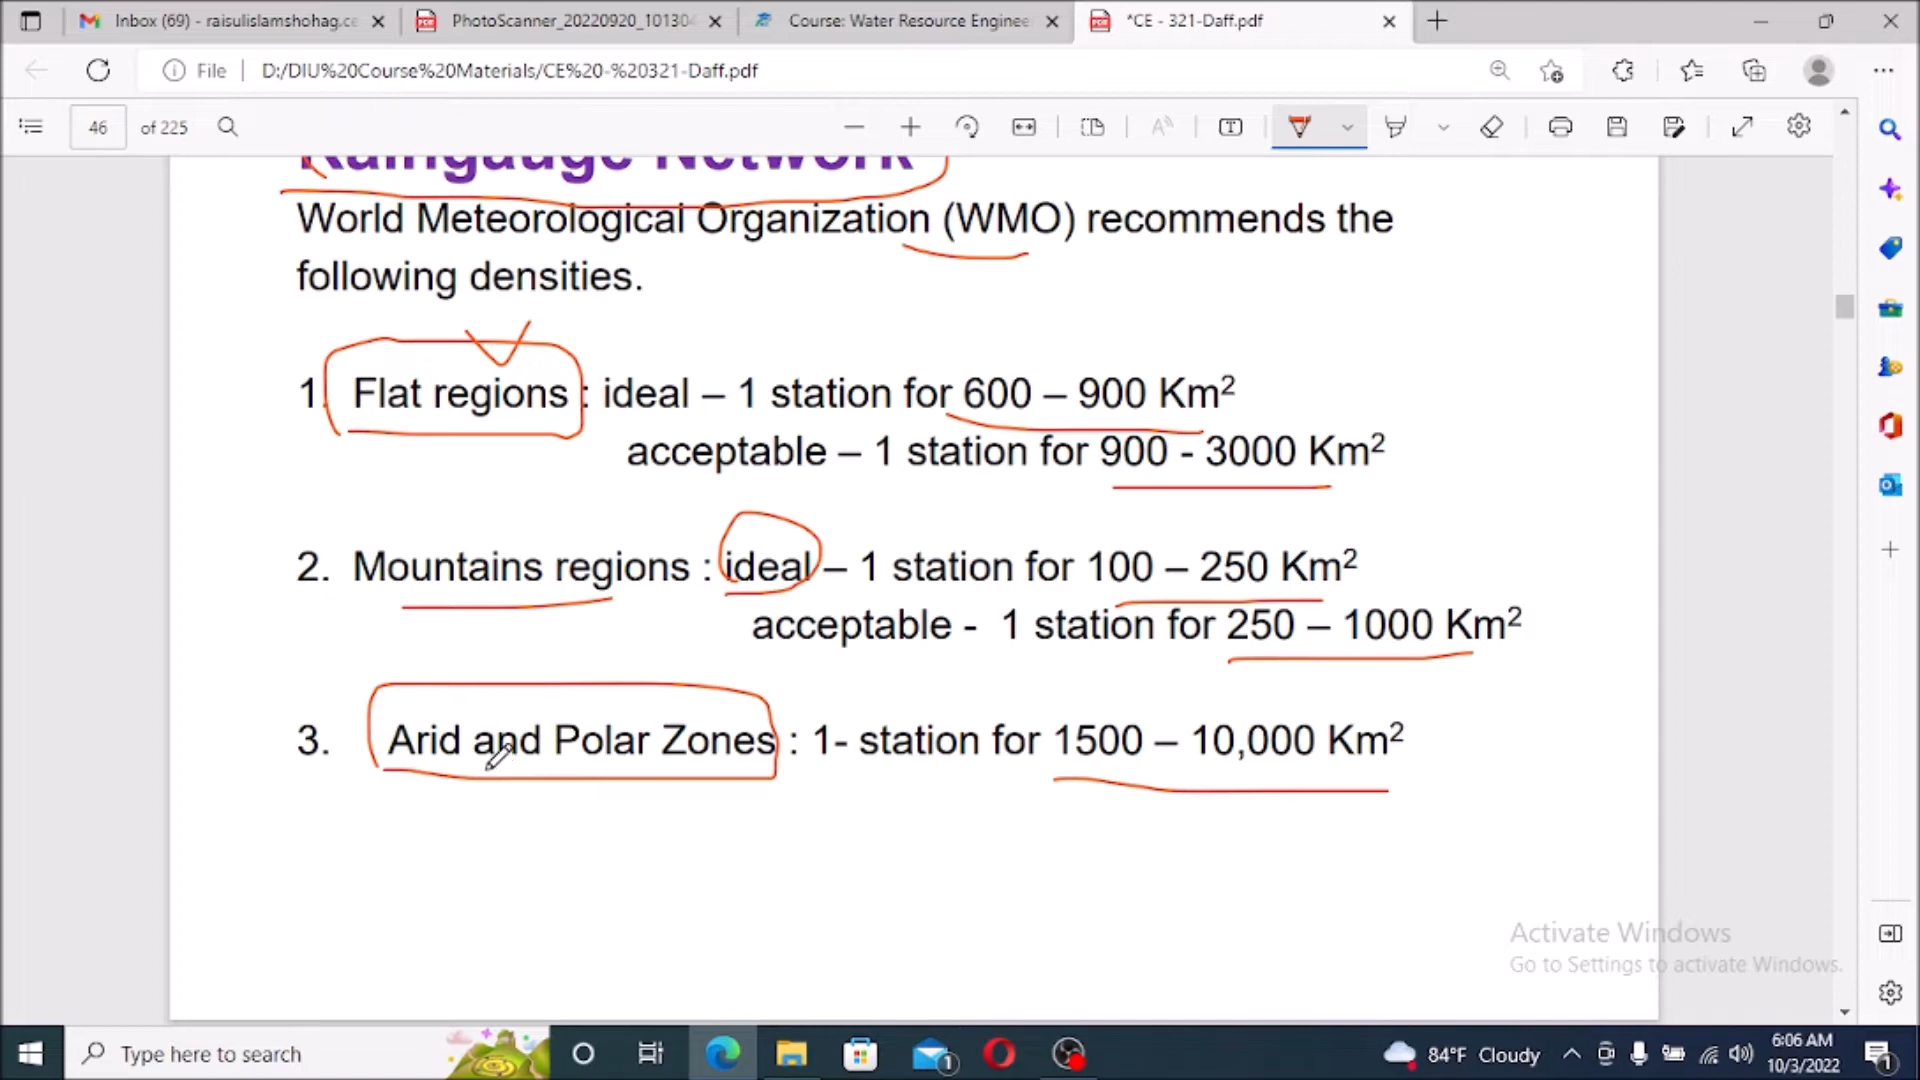 Inbox (69) - raisulislamshohag.ce
PhotoScanner_20220920_101304
Course: Water Resource Enginee
*CE - 321-Daff.pdf
File
D:/DIU%20Course%20Materials/CE%20-%20321-Daff.pdf
46
of 225
Raingauge Network
World Meteorological Organization (WMO) recommends the
following densities.
1. Flat regions : ideal – 1 station for 600 – 900 Km²
acceptable – 1 station for 900 - 3000 Km²
2. Mountains regions : ideal – 1 station for 100 – 250 Km²
acceptable - 1 station for 250 – 1000 Km²
3. Arid and Polar Zones : 1- station for 1500 – 10,000 Km²
Activate Windows
Go to Settings to activate Windows.
Type here to search
1
84°F Cloudy
6:06 AM
10/3/2022
1